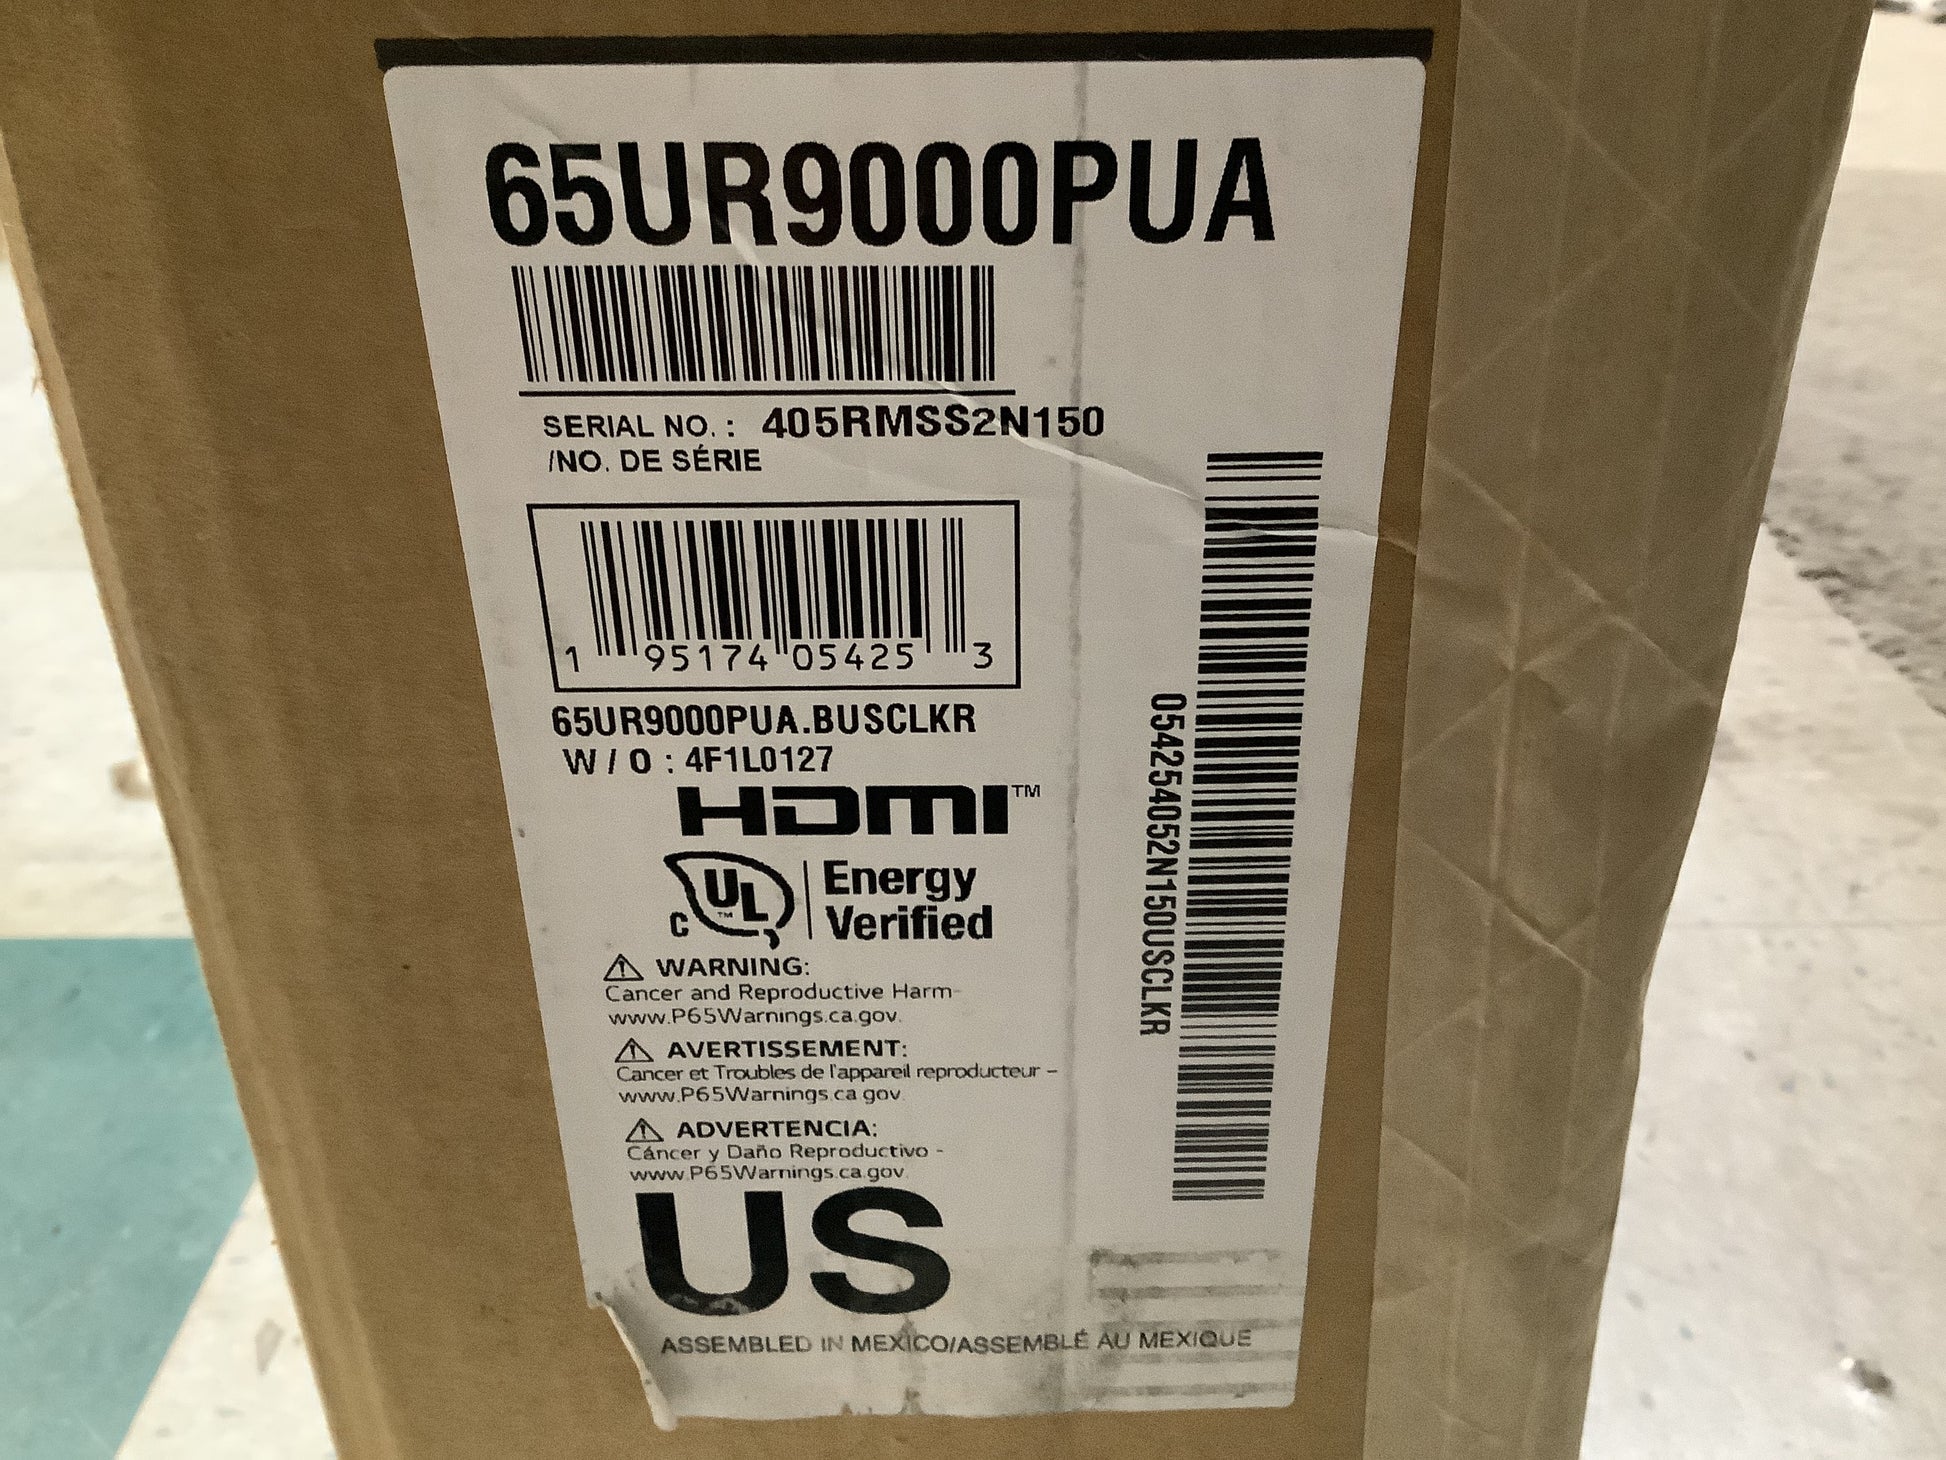 65UR9000PUA
SERIAL NO. : 405RMSS2N150
/NO. DE SÉRIE
1 95174 05425 3
65UR9000PUA.BUSCLKR
W / O : 4F1L0127
HDMI™
C UL™ Energy
Verified
⚠ WARNING:
Cancer and Reproductive Harm-
www.P65Warnings.ca.gov.
⚠ AVERTISSEMENT:
Cancer et Troubles de l'appareil reproducteur –
www.P65Warnings.ca.gov.
⚠ ADVERTENCIA:
Cáncer y Daño Reproductivo -
www.P65Warnings.ca.gov.
US
ASSEMBLED IN MEXICO/ASSEMBLÉ AU MEXIQUE
054254052N150USCLKR